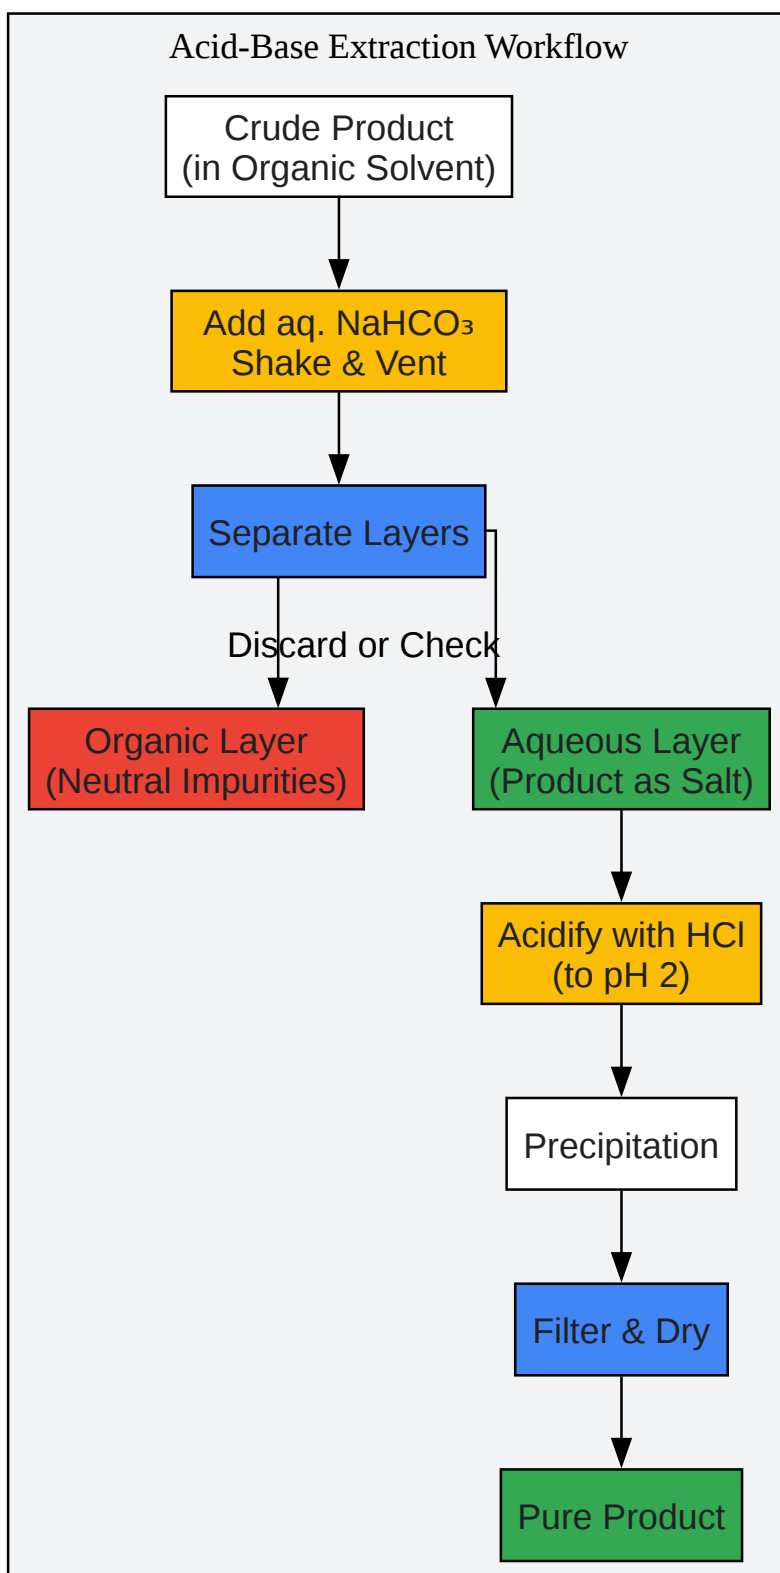 Acid-Base Extraction Workflow
Crude Product
(in Organic Solvent)
Add aq. NaHCO₃
Shake & Vent
Separate Layers
Discard or Check
Organic Layer
(Neutral Impurities)
Aqueous Layer
(Product as Salt)
Acidify with HCl
(to pH 2)
Precipitation
Filter & Dry
Pure Product